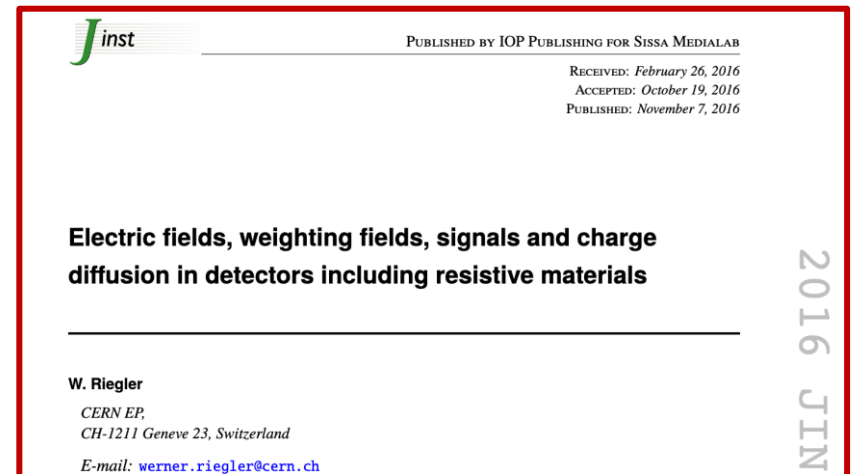 Jinst
PUBLISHED BY IOP PUBLISHING FOR SISSA MEDIALAB
RECEIVED: February 26, 2016
ACCEPTED: October 19, 2016
PUBLISHED: November 7, 2016
Electric fields, weighting fields, signals and charge
diffusion in detectors including resistive materials
W. Riegler
CERN EP,
CH-1211 Geneve 23, Switzerland
E-mail: werner.riegler@cern.ch
2016 JIN